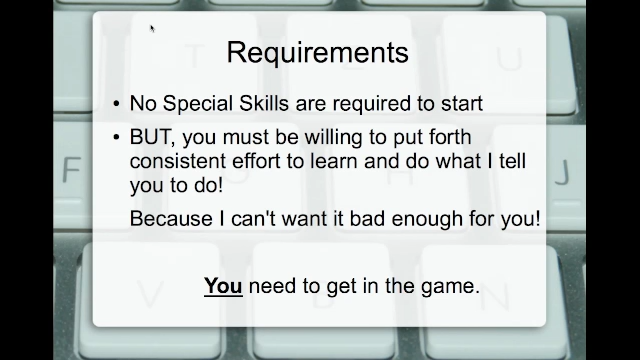 Requirements
• No Special Skills are required to start
• BUT, you must be willing to put forth
consistent effort to learn and do what I tell
you to do!
Because I can't want it bad enough for you!
You need to get in the game.
T
U
F
G
H
J
V
B
N